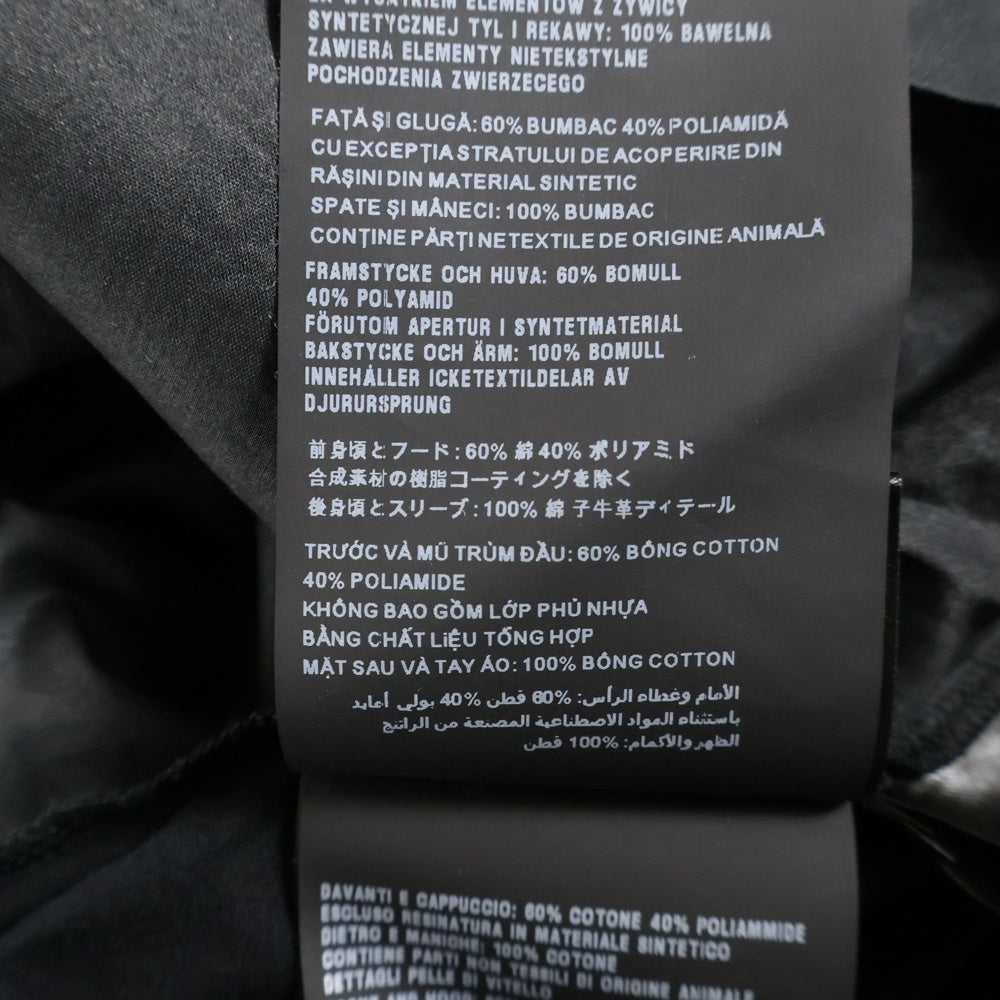 SYNTETYCZNEJ TYL I REKAWY: 100% BAWELNA
ZAWIERA ELEMENTY NIETEKSTYLNE
POCHODZENIA ZWIERZECEGO
FAȚĂ ȘI GLUGĂ: 60% BUMBAC 40% POLIAMIDĂ
CU EXCEPȚIA STRATULUI DE ACOPERIRE DIN
RĂȘINI DIN MATERIAL SINTETIC
SPATE ȘI MÂNECI: 100% BUMBAC
CONȚINE PĂRȚI NETEXTILE DE ORIGINE ANIMALĂ
FRAMSTYCKE OCH HUVA: 60% BOMULL
40% POLYAMID
FÖRUTOM APERTUR I SYNTETMATERIAL
BAKSTYCKE OCH ÄRM: 100% BOMULL
INNEHÅLLER ICKETEXTILDELAR AV
DJURURSPRUNG
前身頃とフード: 60% 綿 40% ポリアミド
合成素材の樹脂コーティングを除く
後身頃とスリーブ: 100% 綿 子牛革ディテール
TRƯỚC VÀ MŨ TRÙM ĐẦU: 60% BÔNG COTTON
40% POLIAMIDE
KHÔNG BAO GỒM LỚP PHỦ NHỰA
BẰNG CHẤT LIỆU TỔNG HỢP
MẶT SAU VÀ TAY ÁO: 100% BÔNG COTTON
الأمام وغطاء الرأس: 60% قطن 40% بولي أمايد
باستثناء المواد الاصطناعية المصنعة من الراتنج
الظهر والأكمام: 100% قطن
DAVANTI E CAPPUCCIO: 60% COTONE 40% POLIAMMIDE
ESCLUSO RESINATURA IN MATERIALE SINTETICO
DIETRO E MANICHE: 100% COTONE
CONTIENE PARTI NON TESSILI DI ORIGINE ANIMALE
DETTAGLI PELLE DI VITELLO